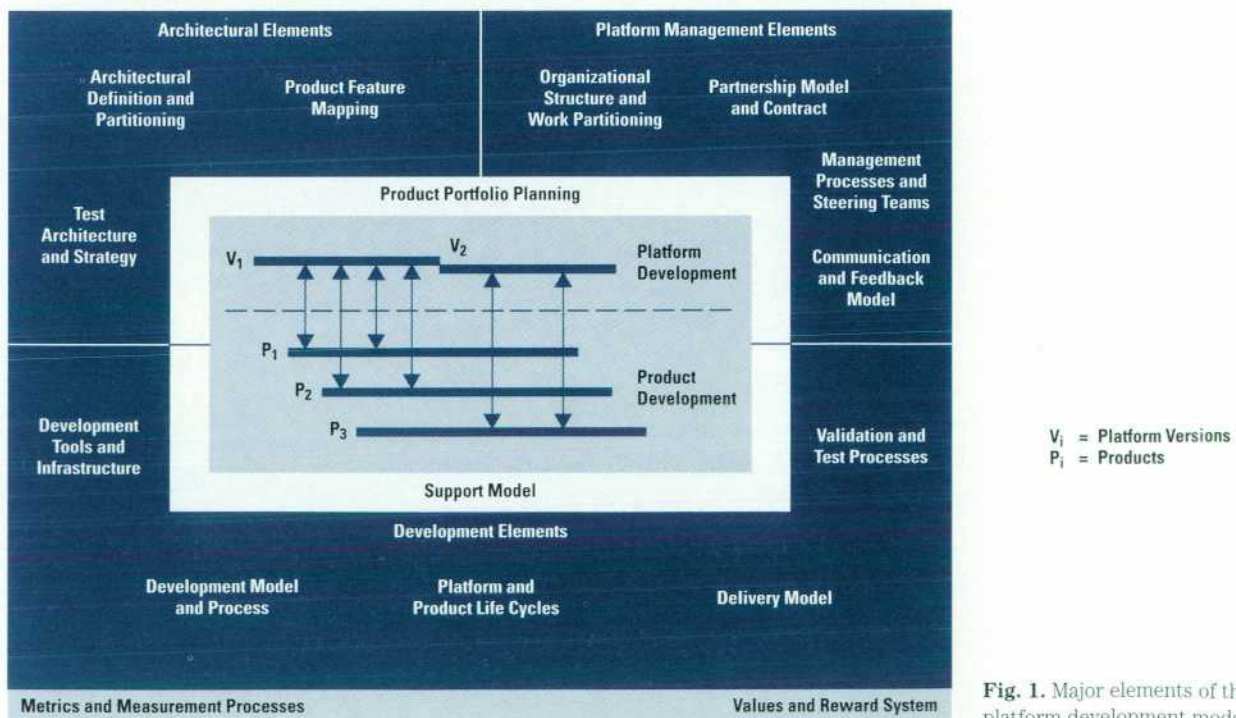 Architectural Elements
Platform Management Elements
Architectural
Definition and
Partitioning
Product Feature
Mapping
Organizational
Structure and
Work Partitioning
Partnership Model
and Contract
Management
Processes and
Steering Teams
Test
Architecture
and Strategy
Communication
and Feedback
Model
Product Portfolio Planning
V1
V2
Platform
Development
P1
P2
P3
Product
Development
Support Model
Development
Tools and
Infrastructure
Validation and
Test Processes
Development Elements
Development Model
and Process
Platform and
Product Life Cycles
Delivery Model
Metrics and Measurement Processes
Values and Reward System
Vi = Platform Versions
Pi = Products
Fig. 1. Major elements of th
platform development mode